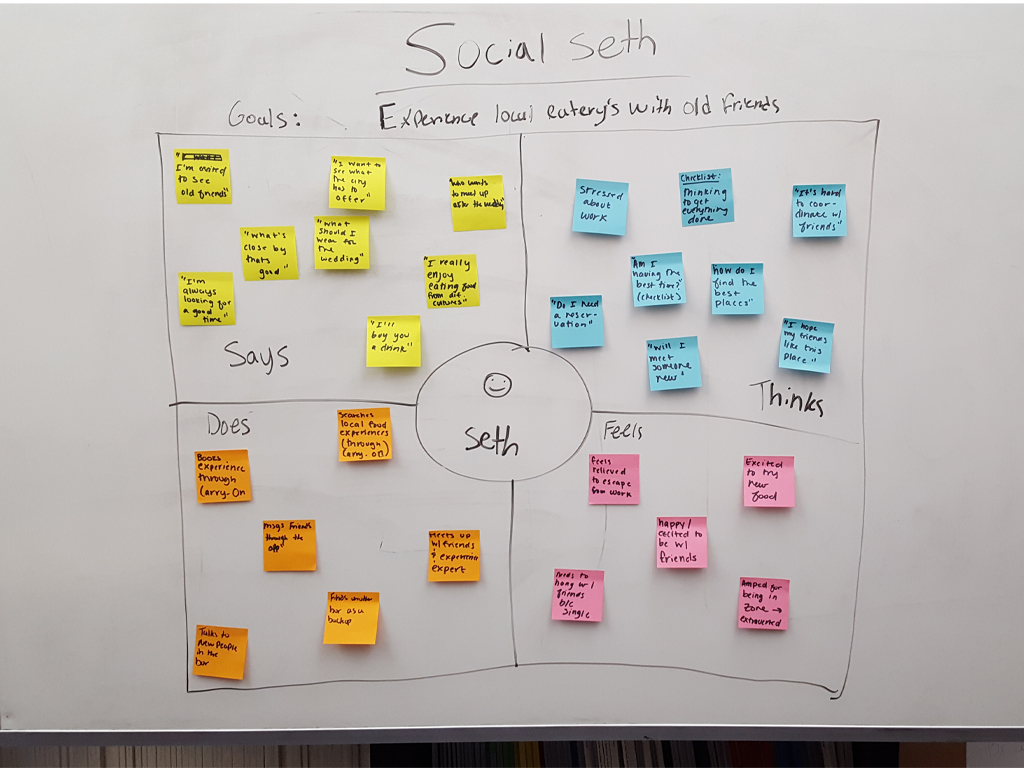 Social Seth
Goals: Experience local eatery's with old friends
"I'm excited
to see
old friends"
"I want to
see what
the city
has to
offer"
"who wants
to meet up
after the wedding"
"what's
close by
thats
good"
"what
should I
wear for
the
wedding"
"I'm
always
looking for
a good
time"
"I really
enjoy
eating food
from dif.
cultures"
"I'll
buy you
a drink"
Says
Stressed
about
work
Checklist:
Thinking
to get
everything
done
"It's hard
to coor-
dinate w/
friends"
"Am I
having the
best time?"
(checklist)
"how do I
find the
best
places"
"Do I need
a reser-
vation"
"will I
meet
someone
new"
"I hope
my friends
like this
place"
Thinks
Seth
Does
Searches
local food
experiences
(through)
Carry-On
Books
experience
through
Carry-On
msgs friends
through the
app
Meets up
w/ friends
& experience
expert
Finds another
bar as a
backup
Talks to
New People
in the
bar
Feels
feels
relieved
to escape
from work
Excited
to try
new
food
happy/
excited to
be w/
friends
needs to
hang w/
friends
b/c
single
Amped for
being in
zone →
extroverted